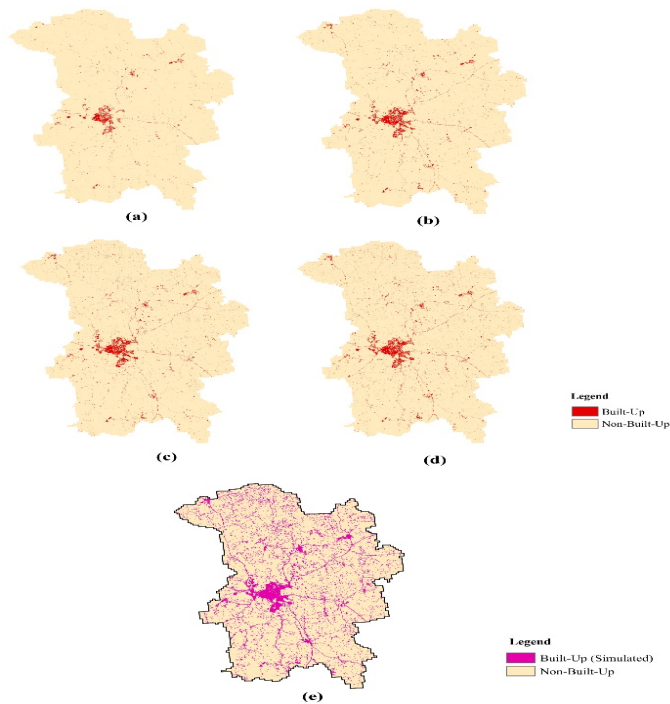 (a)
(b)
(c)
(d)
Legend
Built-Up
Non-Built-Up
(e)
Legend
Built-Up (Simulated)
Non-Built-Up